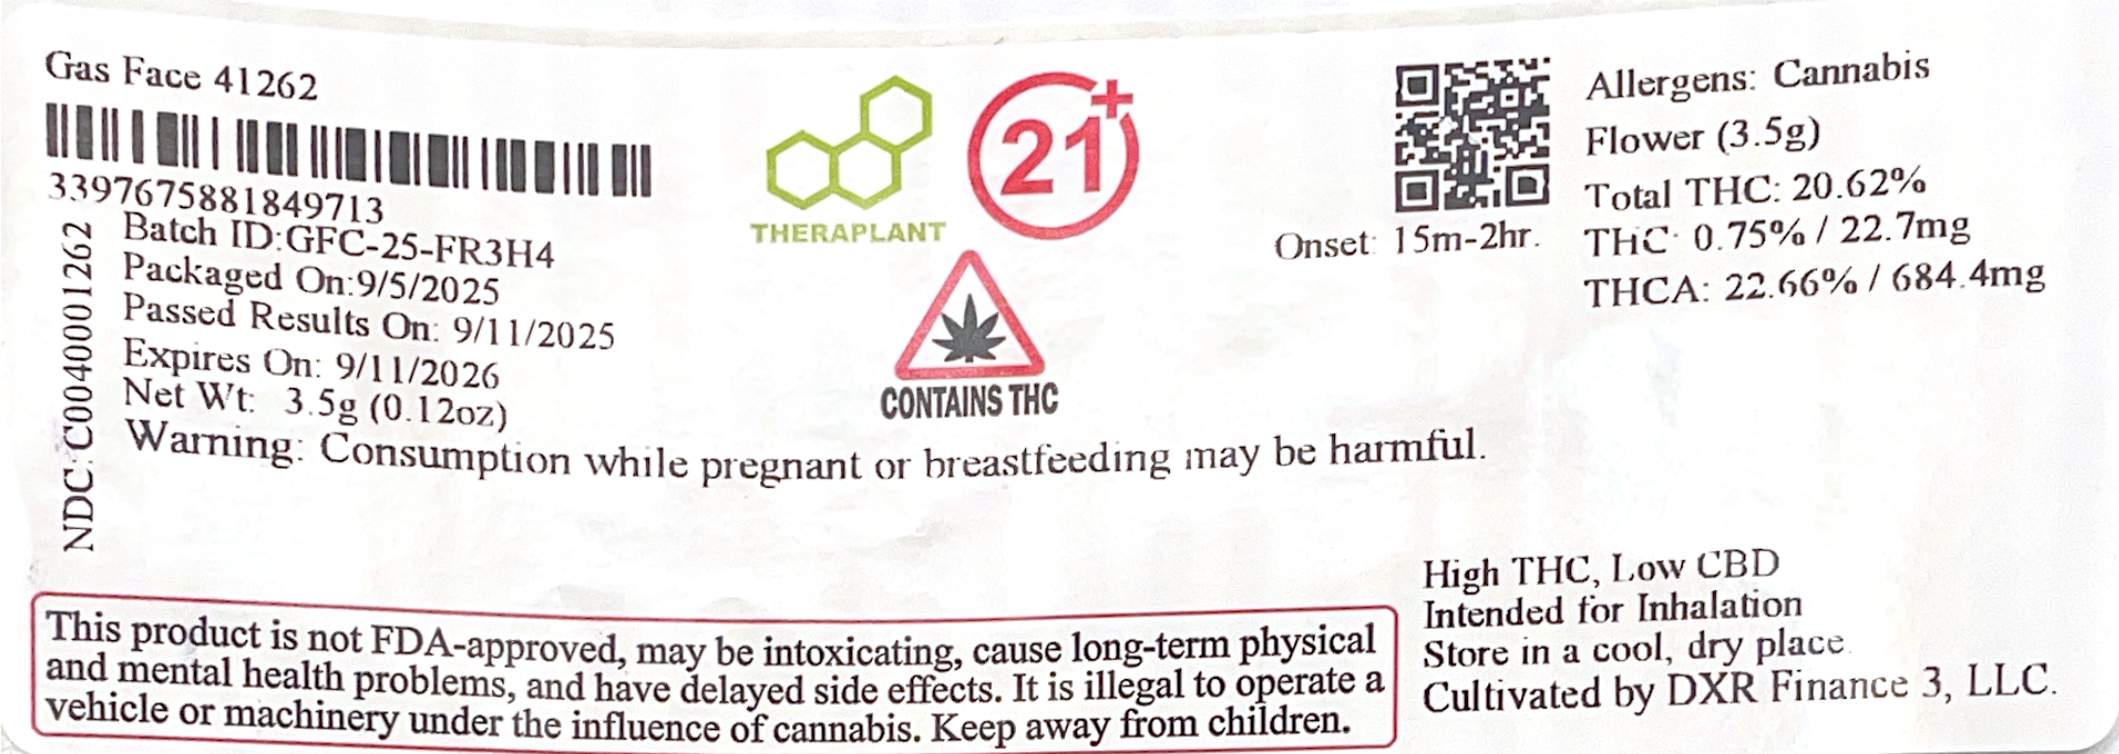 Gas Face 41262
3397675881849713
NDC: C0040001262
Batch ID:GFC-25-FR3H4
Packaged On:9/5/2025
Passed Results On: 9/11/2025
Expires On: 9/11/2026
Net Wt: 3.5g (0.12oz)
Warning: Consumption while pregnant or breastfeeding may be harmful.
THERAPLANT
21+
CONTAINS THC
Onset: 15m-2hr.
Allergens: Cannabis
Flower (3.5g)
Total THC: 20.62%
THC: 0.75% / 22.7mg
THCA: 22.66% / 684.4mg
This product is not FDA-approved, may be intoxicating, cause long-term physical
and mental health problems, and have delayed side effects. It is illegal to operate a
vehicle or machinery under the influence of cannabis. Keep away from children.
High THC, Low CBD
Intended for Inhalation
Store in a cool, dry place.
Cultivated by DXR Finance 3, LLC.